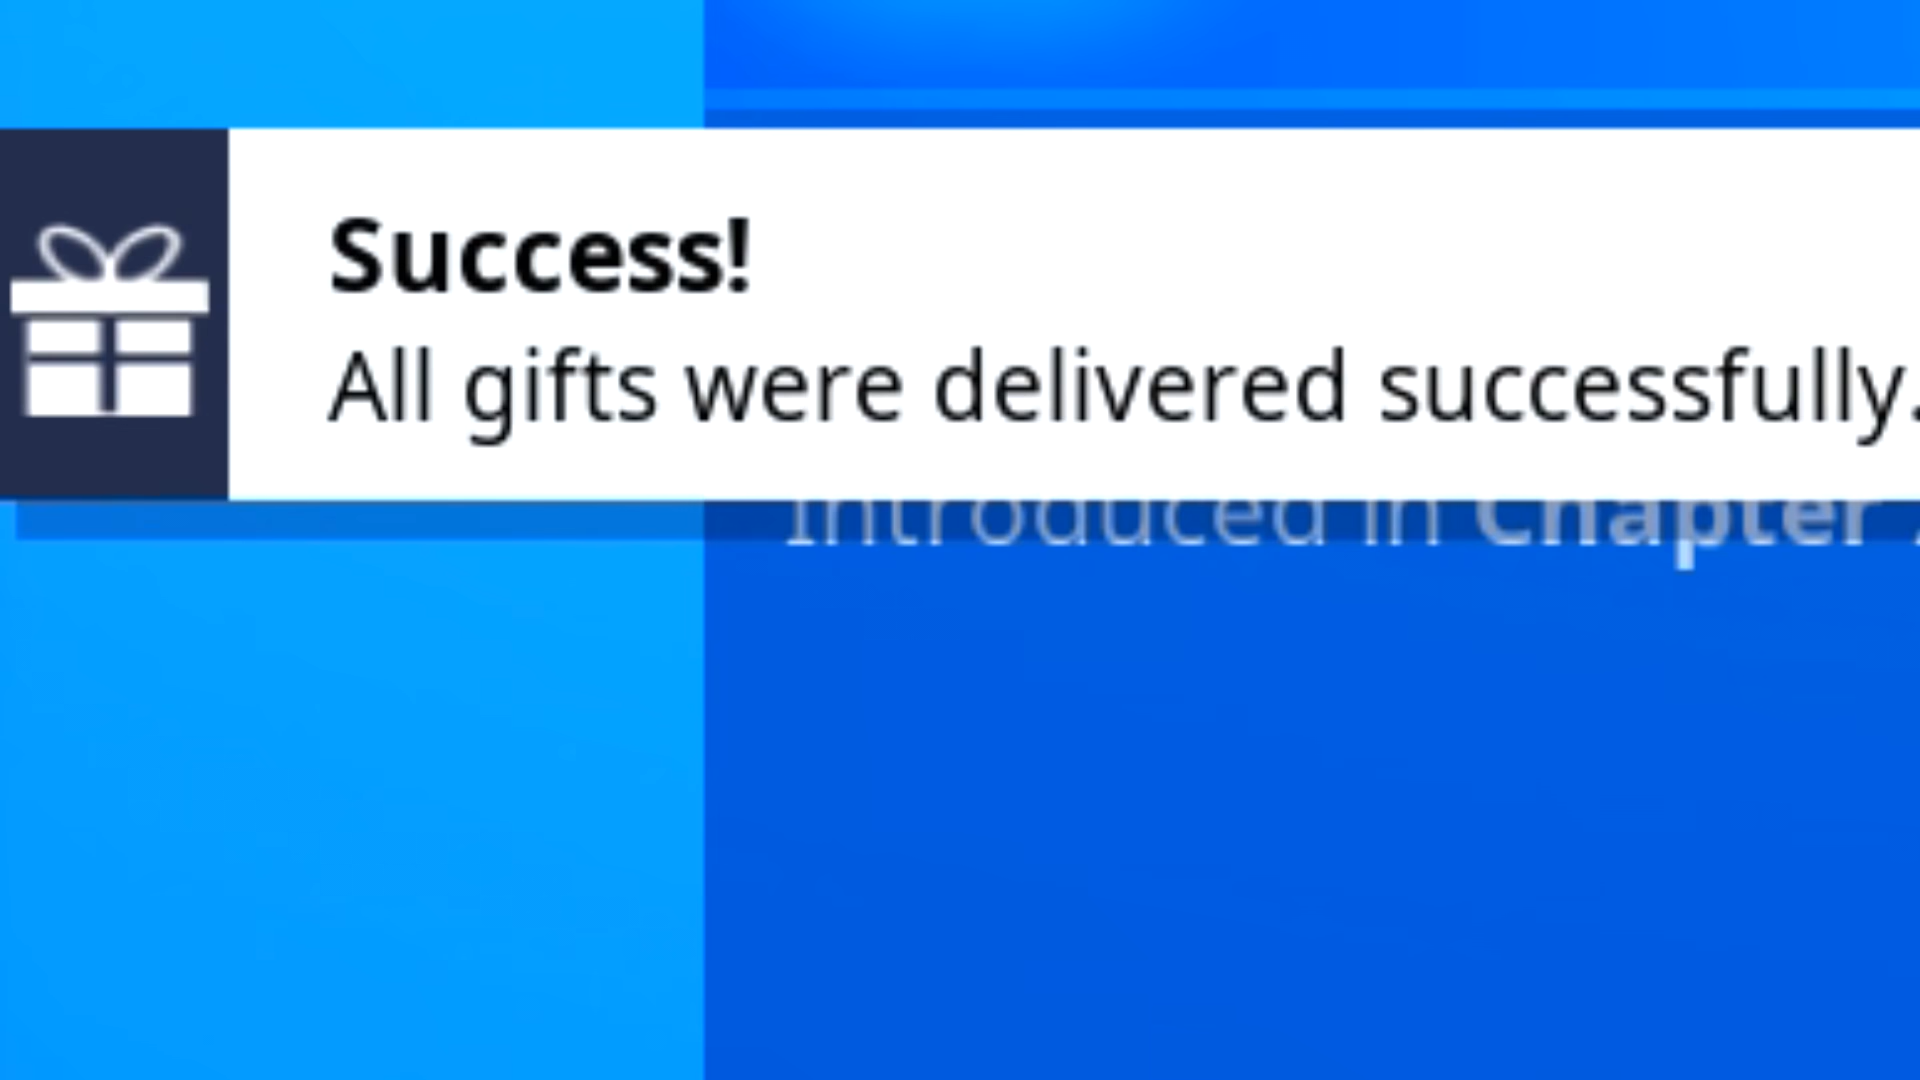 Success!
All gifts were delivered successfully.
Introduced in Chapter